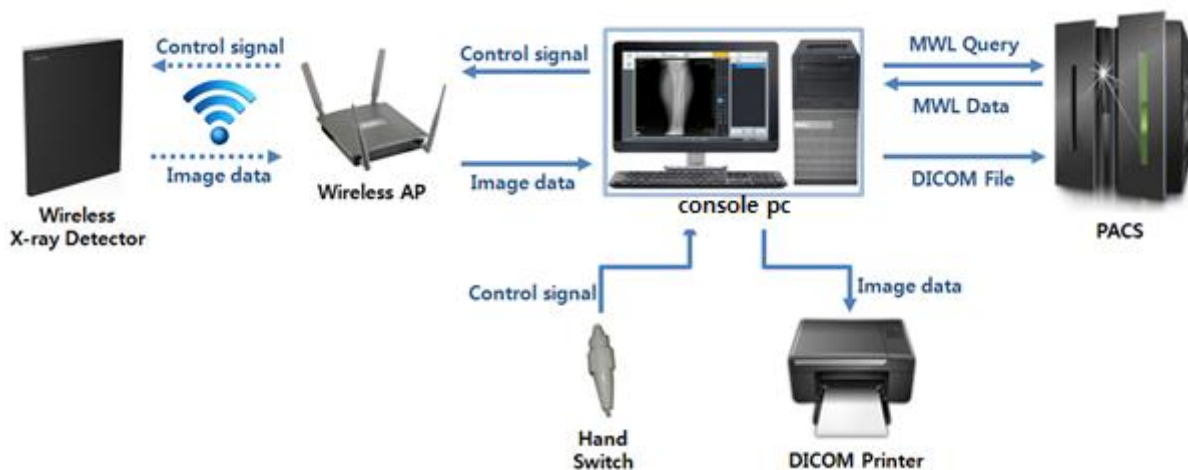 Control signal
Control signal
MWL Query
MWL Data
Image data
Image data
DICOM File
Wireless AP
Wireless
X-ray Detector
console pc
PACS
Control signal
Image data
Hand
Switch
DICOM Printer